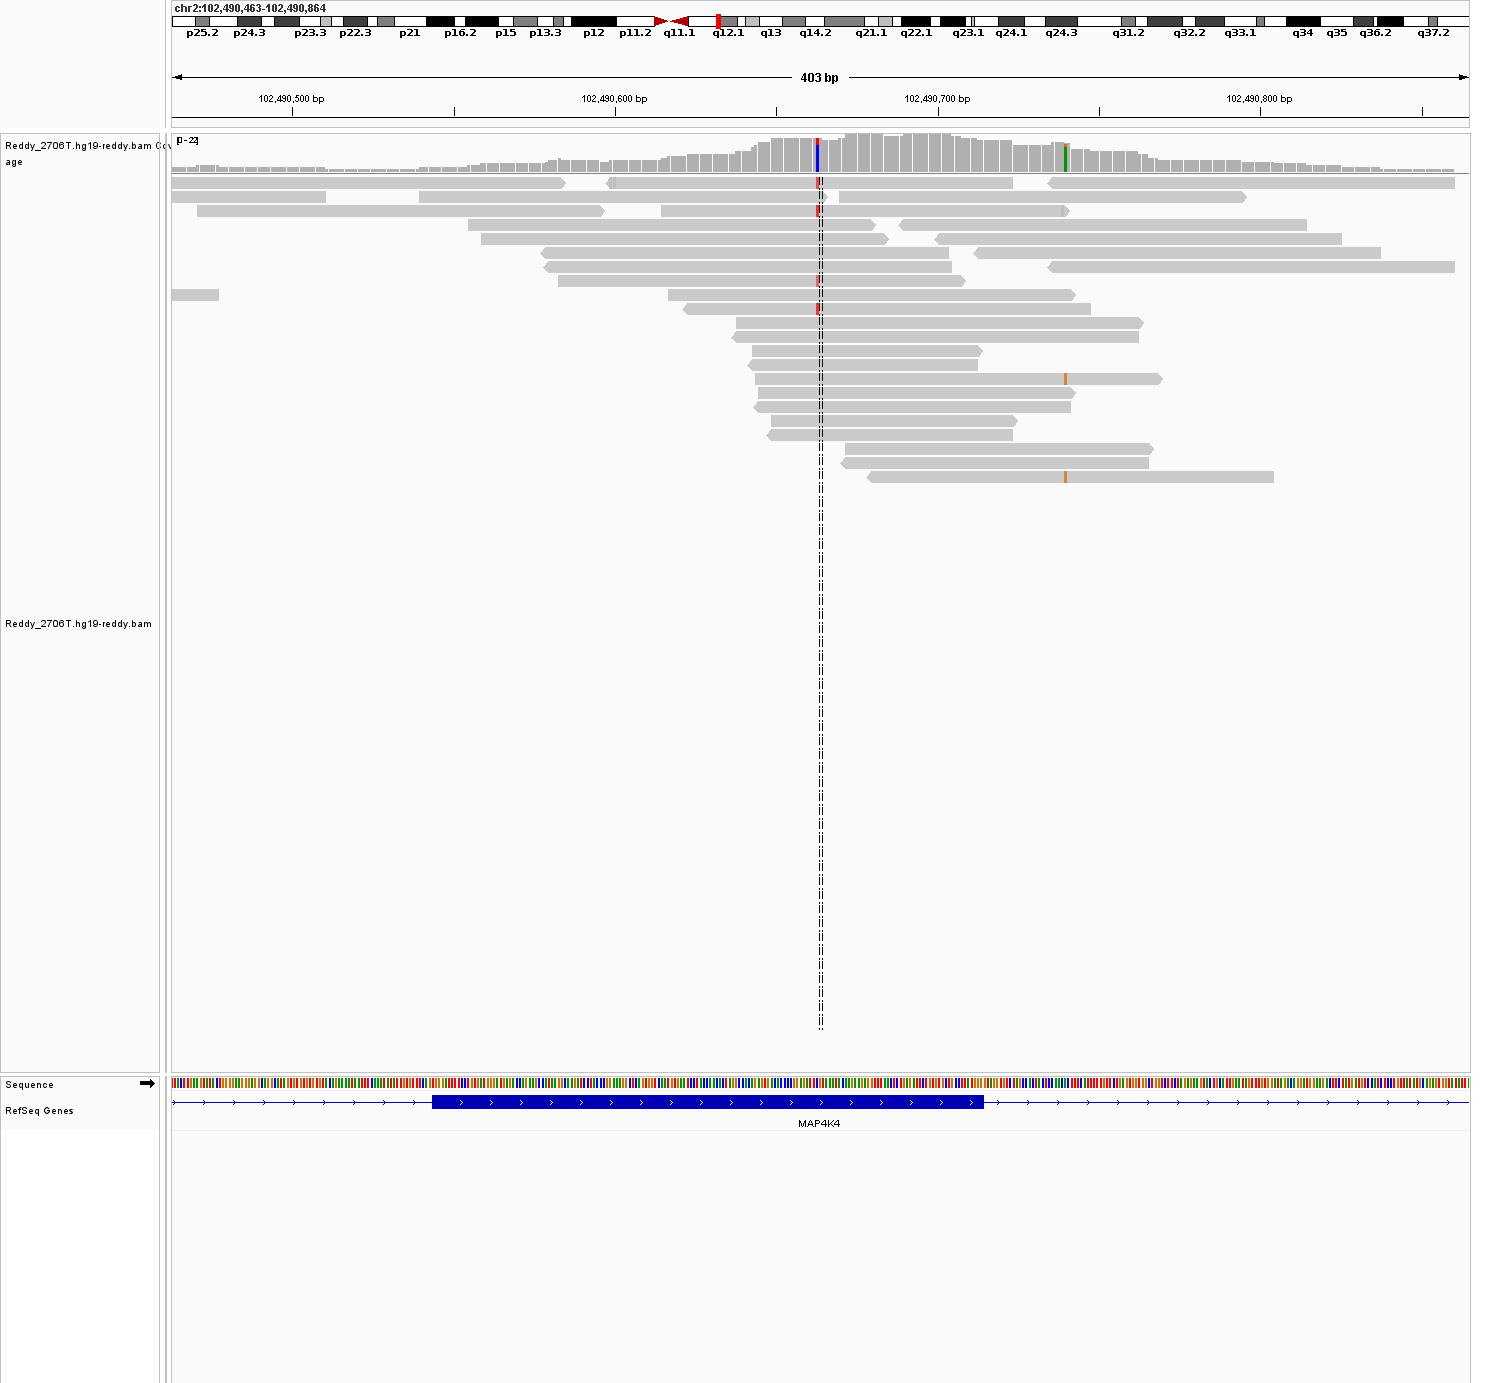 chr2:102,490,463-102,490,864
p25.2 p24.3 p23.3 p22.3 p21 p16.2 p15 p13.3 p12 p11.2 q11.1 q12.1 q13 q14.2 q21.1 q22.1 q23.1 q24.1 q24.3 q31.2 q32.2 q33.1 q34 q35 q36.2 q37.2
403 bp
102,490,500 bp 102,490,600 bp 102,490,700 bp 102,490,800 bp
[0-22]
Reddy_2706T.hg19-reddy.bam Cov
age
Reddy_2706T.hg19-reddy.bam
Sequence
RefSeq Genes
MAP4K4